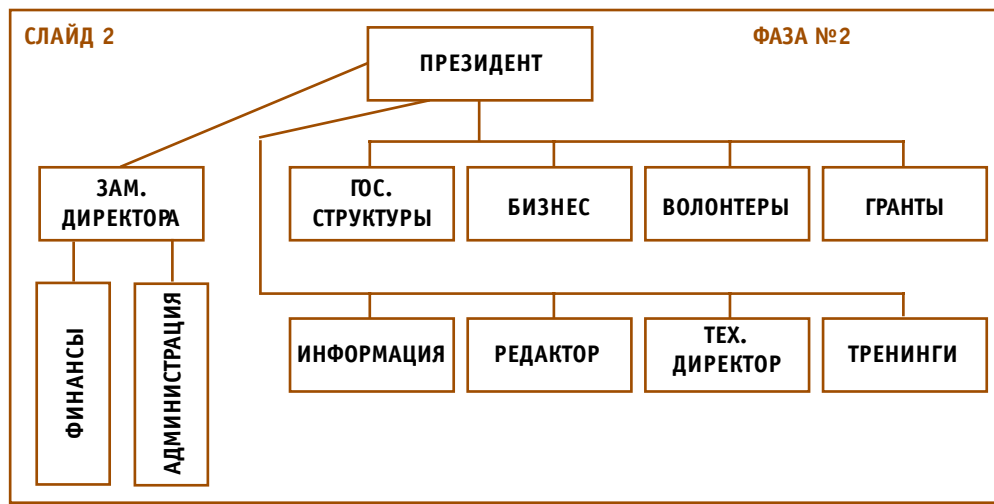 СЛАЙД 2
ФАЗА №2
ПРЕЗИДЕНТ
ЗАМ.
ДИРЕКТОРА
ГОС.
СТРУКТУРЫ
БИЗНЕС
ВОЛОНТЕРЫ
ГРАНТЫ
ФИНАНСЫ
АДМИНИСТРАЦИЯ
ИНФОРМАЦИЯ
РЕДАКТОР
ТЕХ.
ДИРЕКТОР
ТРЕНИНГИ